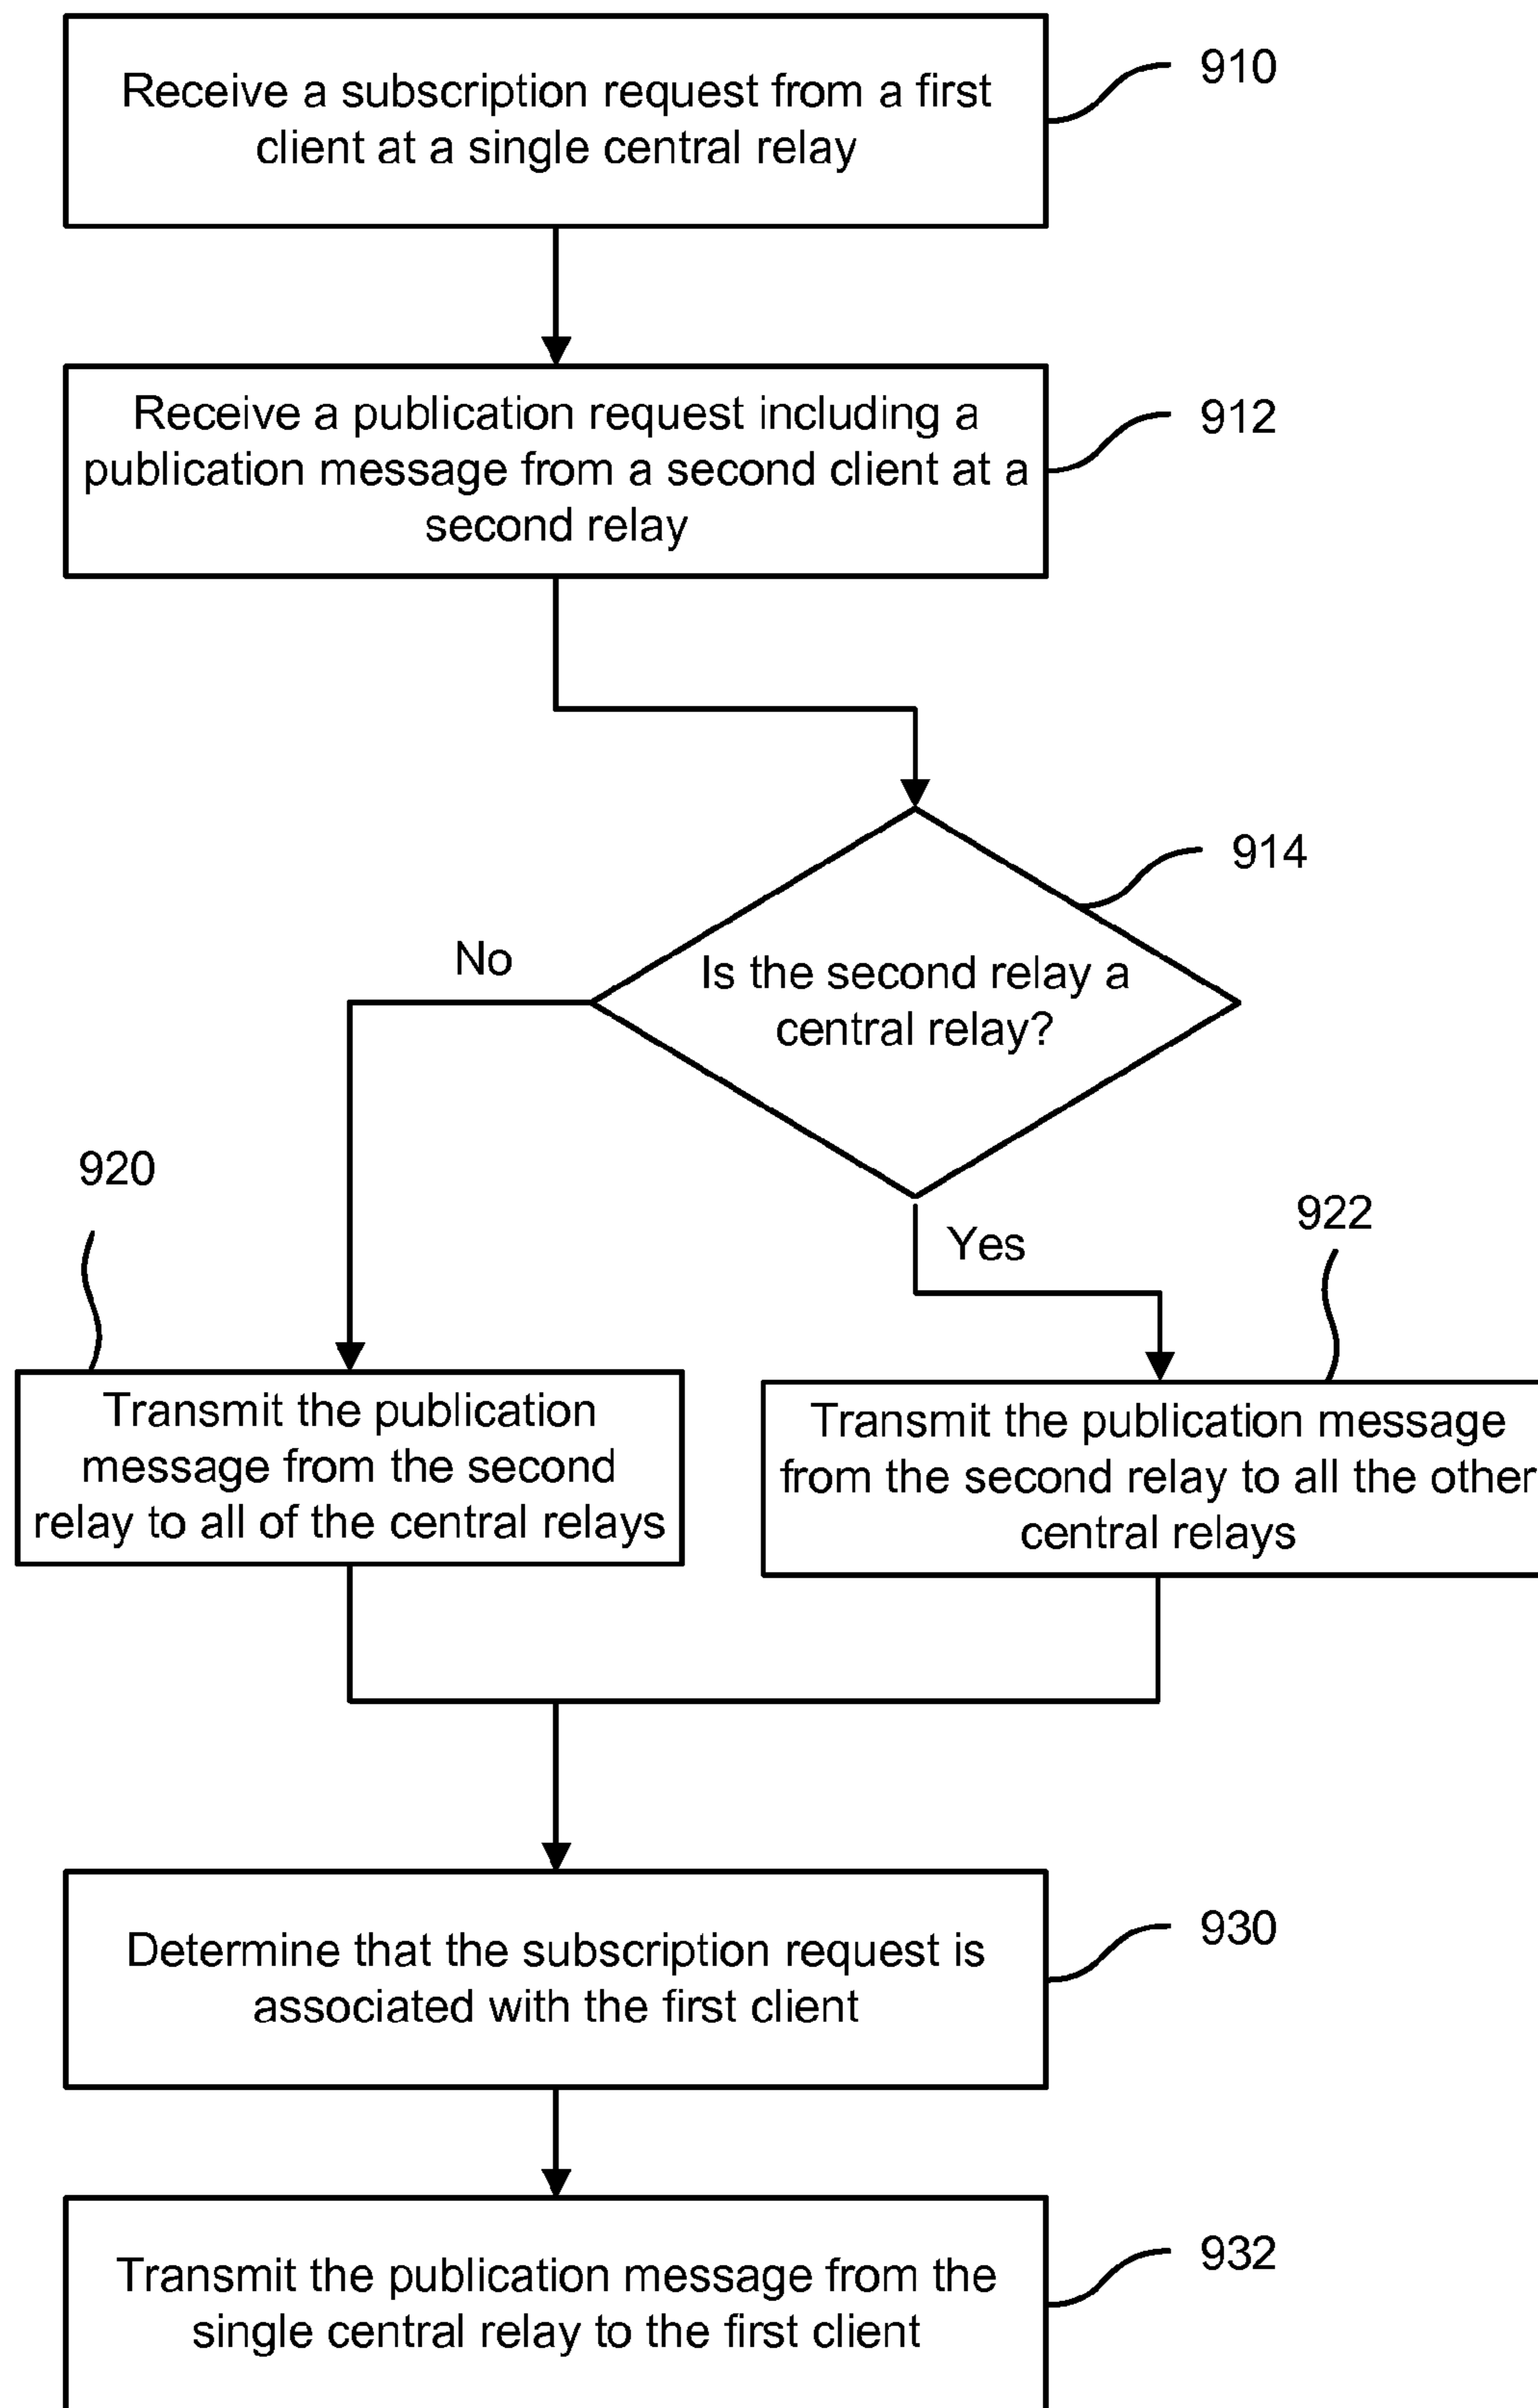 Receive a subscription request from a first
client at a single central relay
910
Receive a publication request including a
publication message from a second client at a
second relay
912
914
No
Is the second relay a
central relay?
920
922
Yes
Transmit the publication
message from the second
relay to all of the central relays
Transmit the publication message
from the second relay to all the other
central relays
Determine that the subscription request is
associated with the first client
930
Transmit the publication message from the
single central relay to the first client
932